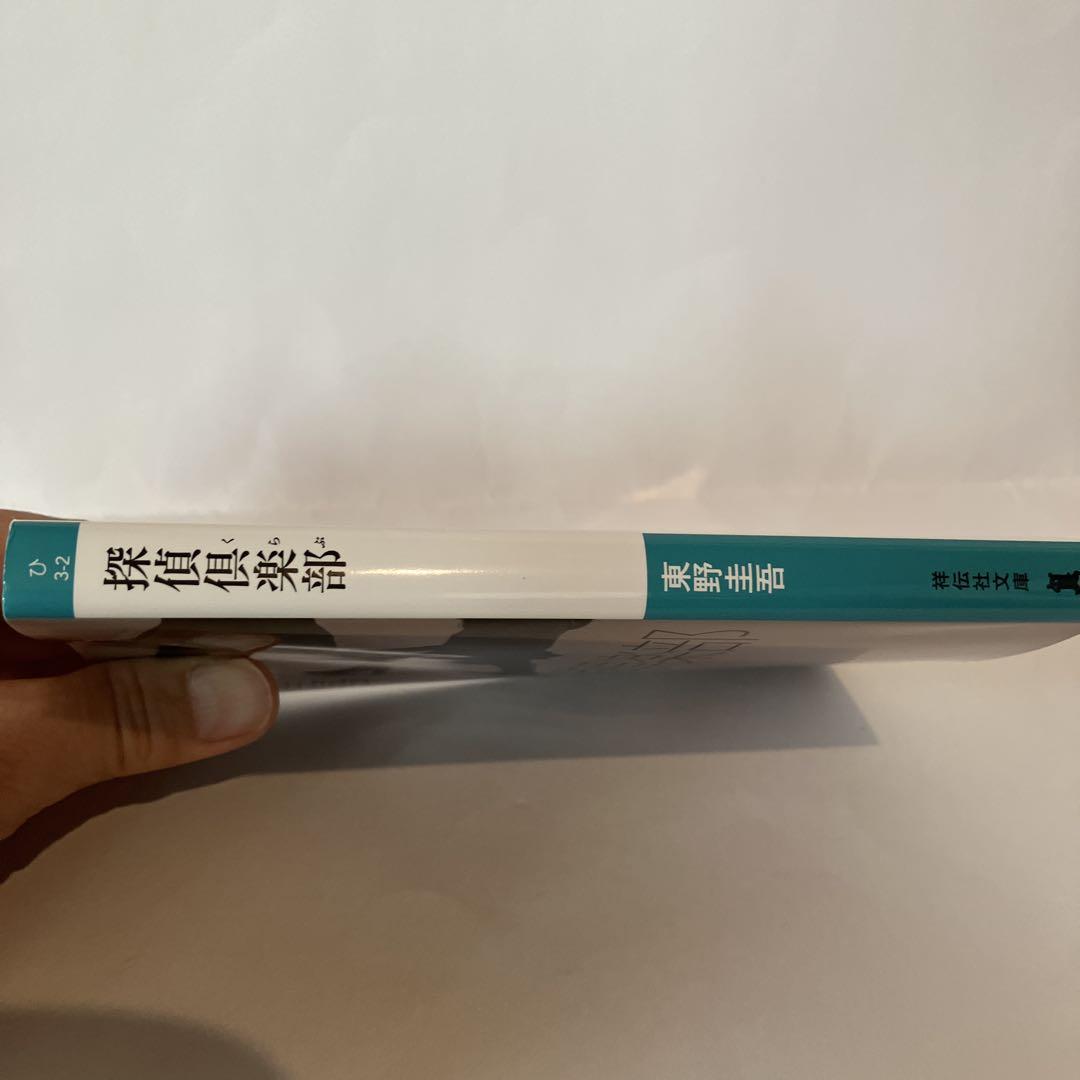 ひ
3-2
探偵倶楽部
くらぶ
東野圭吾
祥伝社文庫